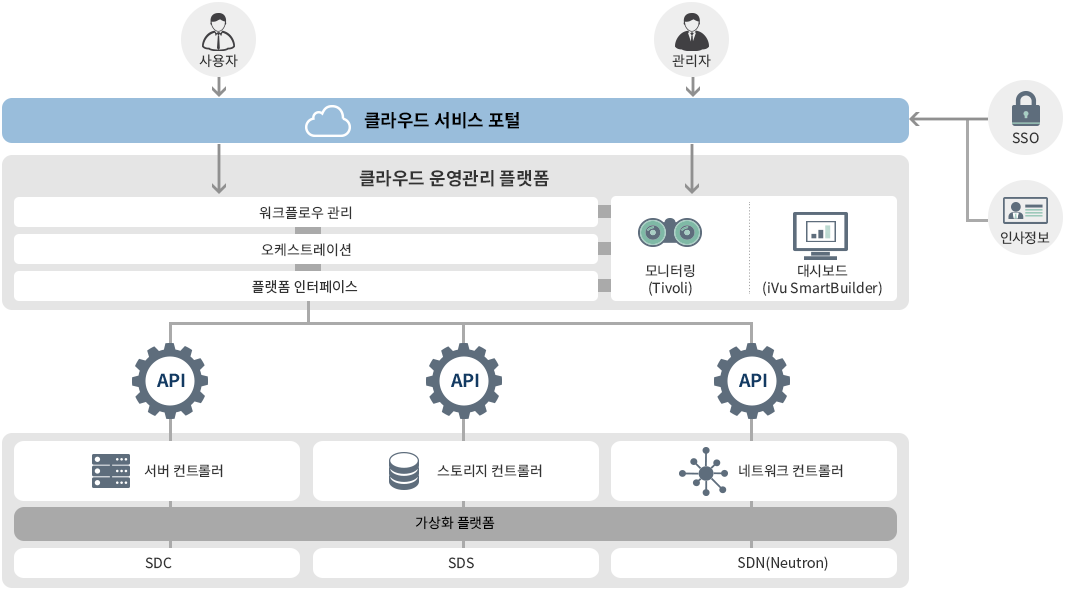 사용자
관리자
클라우드 서비스 포털
SSO
인사정보
클라우드 운영관리 플랫폼
워크플로우 관리
오케스트레이션
플랫폼 인터페이스
모니터링
(Tivoli)
대시보드
(iVu SmartBuilder)
API
API
API
서버 컨트롤러
스토리지 컨트롤러
네트워크 컨트롤러
가상화 플랫폼
SDC
SDS
SDN(Neutron)